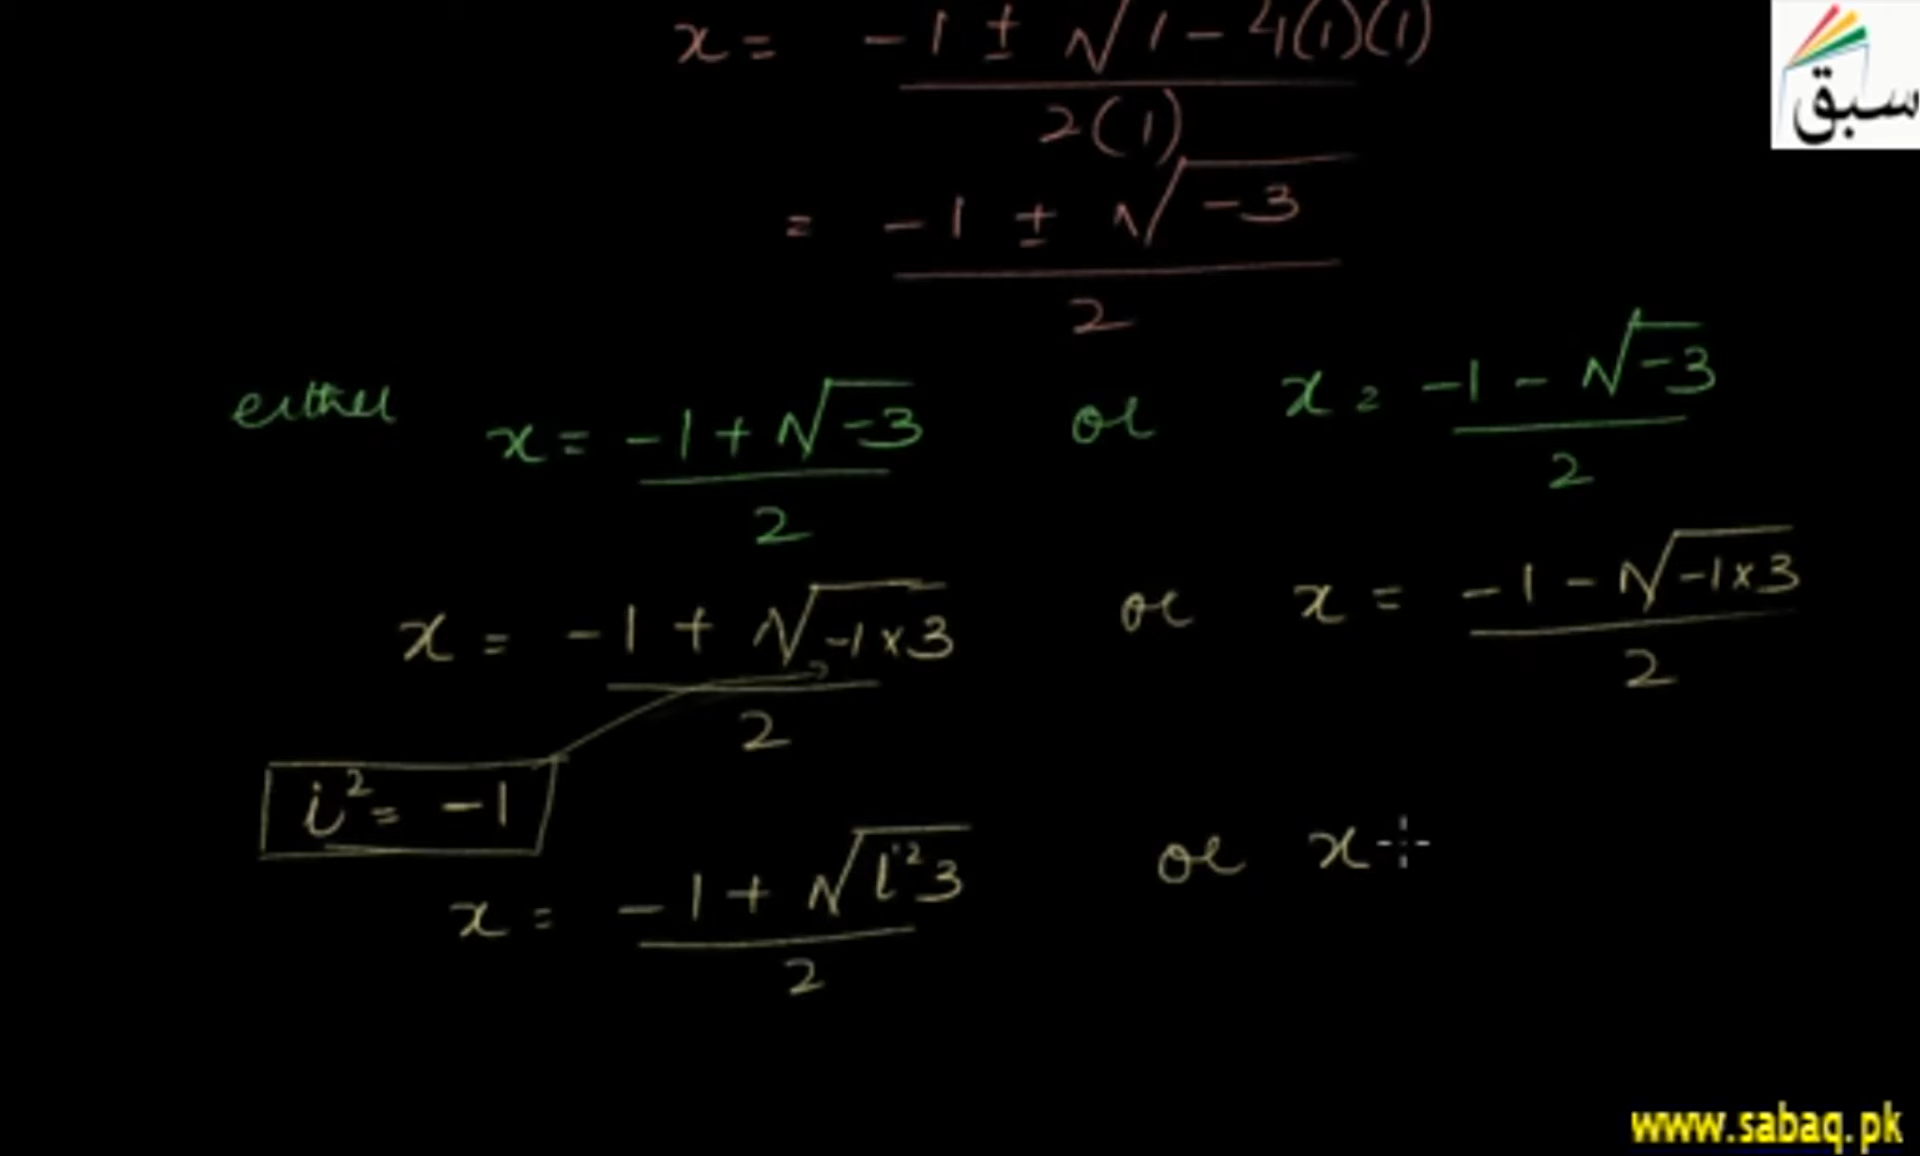 x = -1 ± √1-4(1)(1)
2(1)
سبق
= -1 ± √-3
2
either x = -1+√-3 or x = -1-√-3
2 2
x = -1 + √-1×3 or x = -1-√-1×3
2 2
i² = -1
x = -1+√i²3 or x
2
www.sabaq.pk